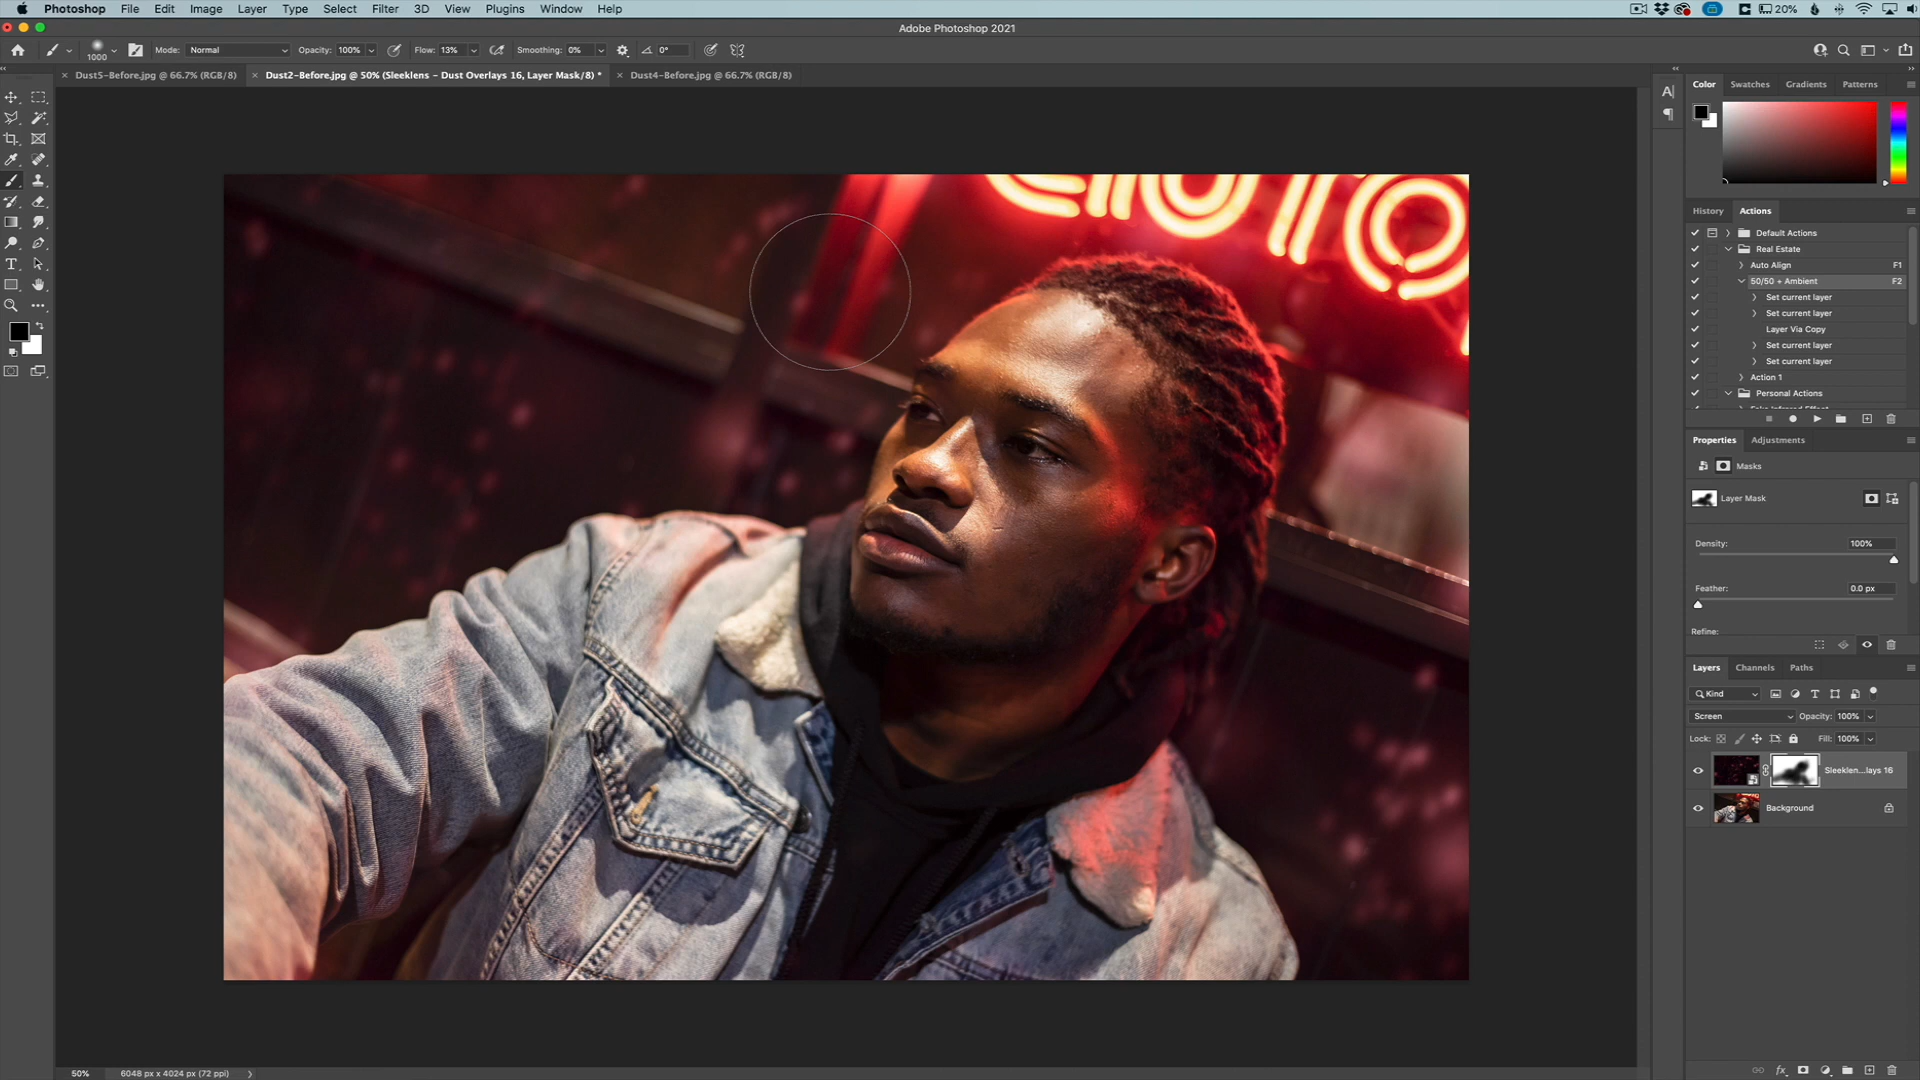 Photoshop File Edit Image Layer Type Select Filter 3D View Plugins Window Help 20%
Adobe Photoshop 2021
1000 Mode: Normal Opacity: 100% Flow: 13% Smoothing: 0% 0°
Dust5-Before.jpg @ 66.7% (RGB/8) Dust2-Before.jpg @ 50% (Sleeklens - Dust Overlays 16, Layer Mask/8) * Dust4-Before.jpg @ 66.7% (RGB/8)
Color Swatches Gradients Patterns
History Actions
Default Actions
Real Estate
Auto Align F1
50/50 + Ambient F2
Set current layer
Set current layer
Layer Via Copy
Set current layer
Set current layer
Action 1
Personal Actions
Properties Adjustments
Masks
Layer Mask
Density: 100%
Feather: 0.0 px
Refine:
Layers Channels Paths
Kind
Screen Opacity: 100%
Lock: Fill: 100%
Sleeklen...lays 16
Background
50% 6048 px x 4024 px (72 ppi)